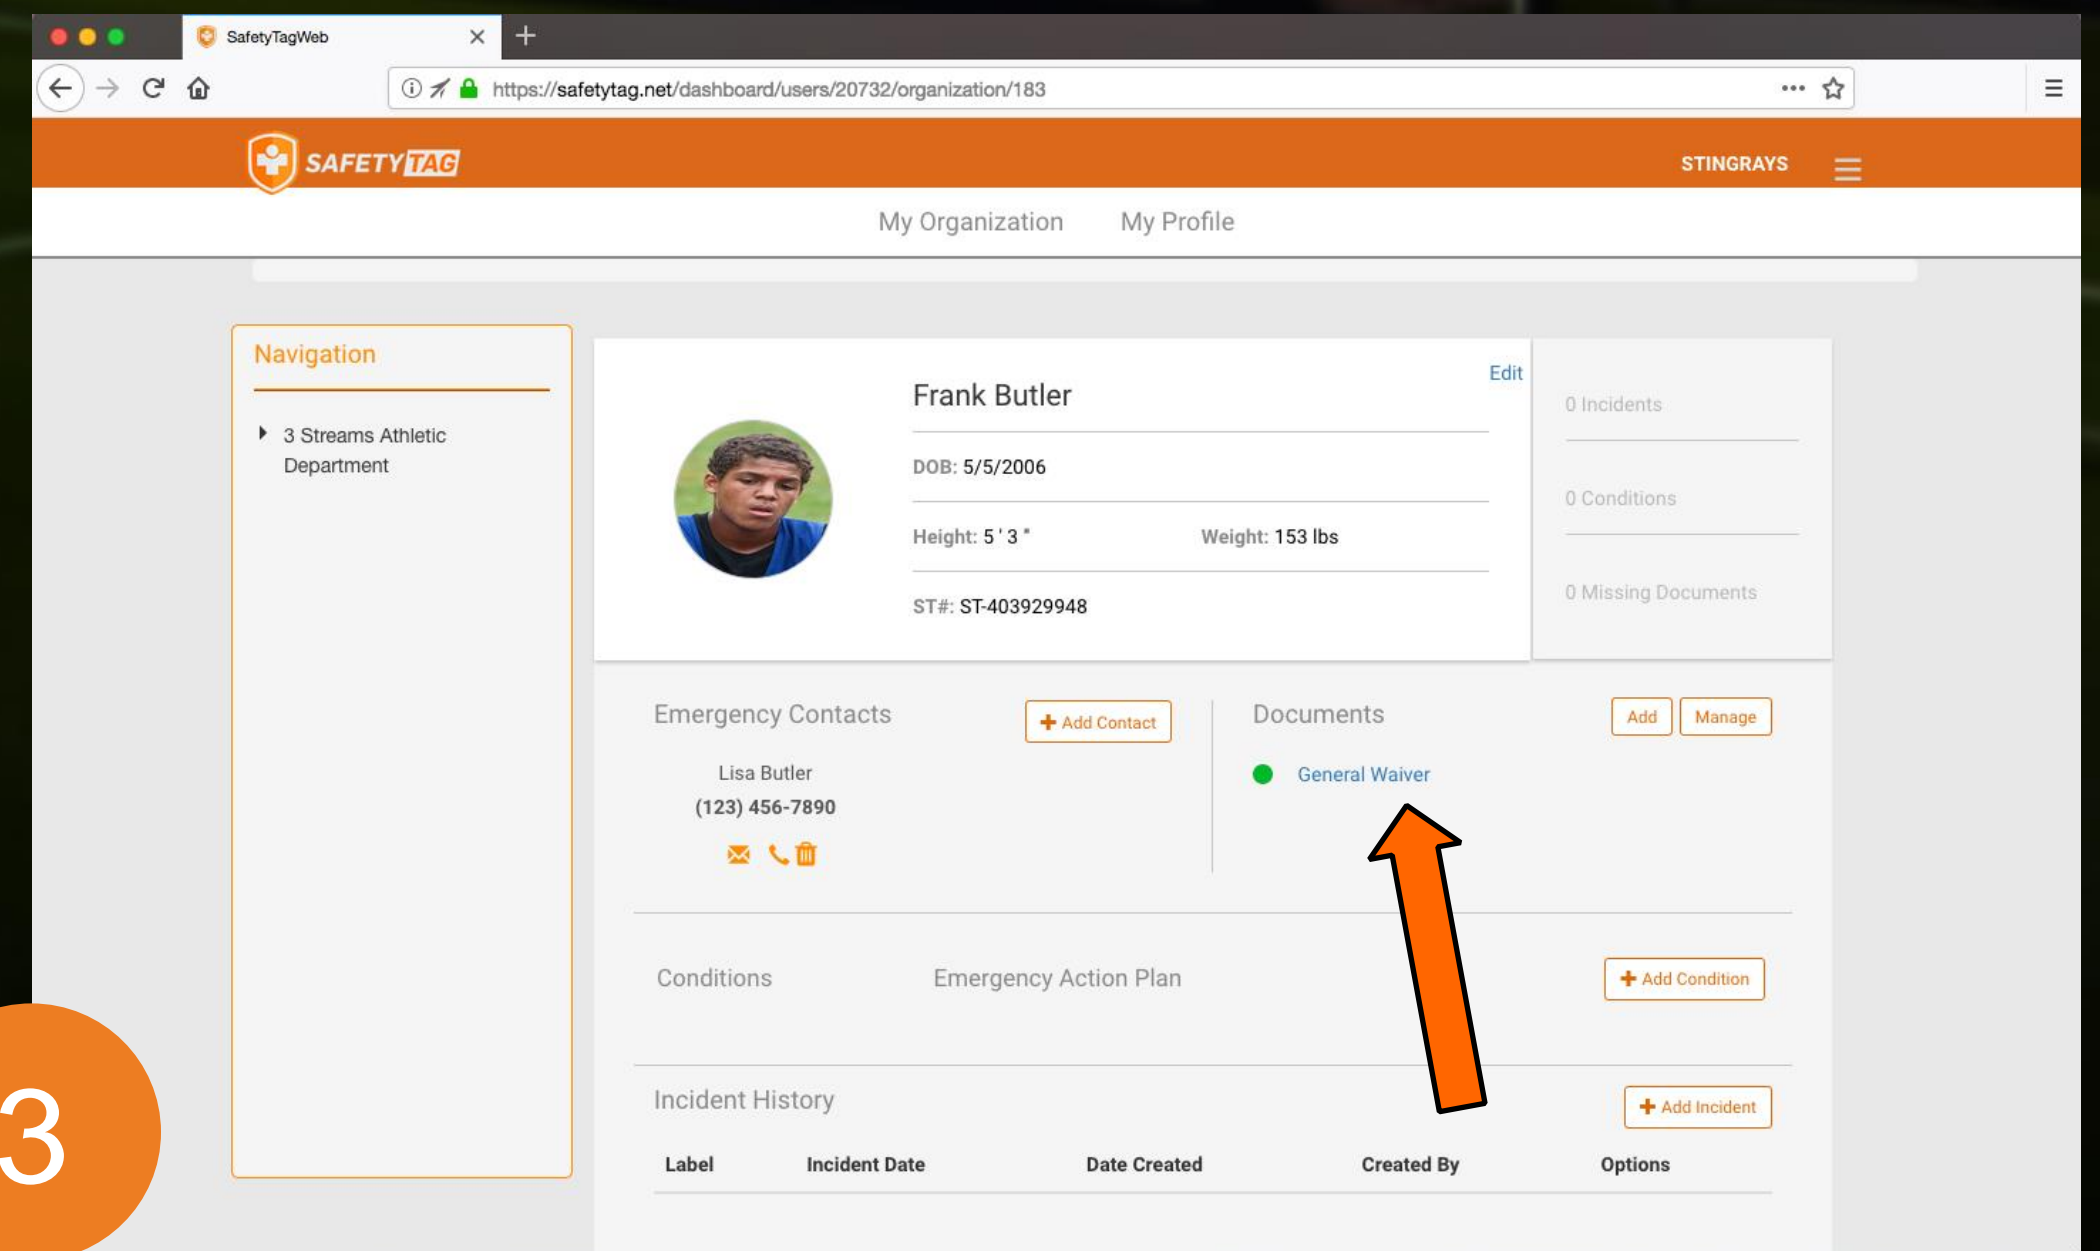 SafetyTagWeb
https://safetytag.net/dashboard/users/20732/organization/183
SAFETYTAG
STINGRAYS
My Organization My Profile
Navigation
3 Streams Athletic
Department
Frank Butler
Edit
DOB: 5/5/2006
Height: 5 ' 3 " Weight: 153 lbs
ST#: ST-403929948
0 Incidents
0 Conditions
0 Missing Documents
Emergency Contacts
Add Contact
Lisa Butler
(123) 456-7890
Documents
Add Manage
General Waiver
Conditions Emergency Action Plan
Add Condition
Incident History
Add Incident
Label Incident Date Date Created Created By Options
3